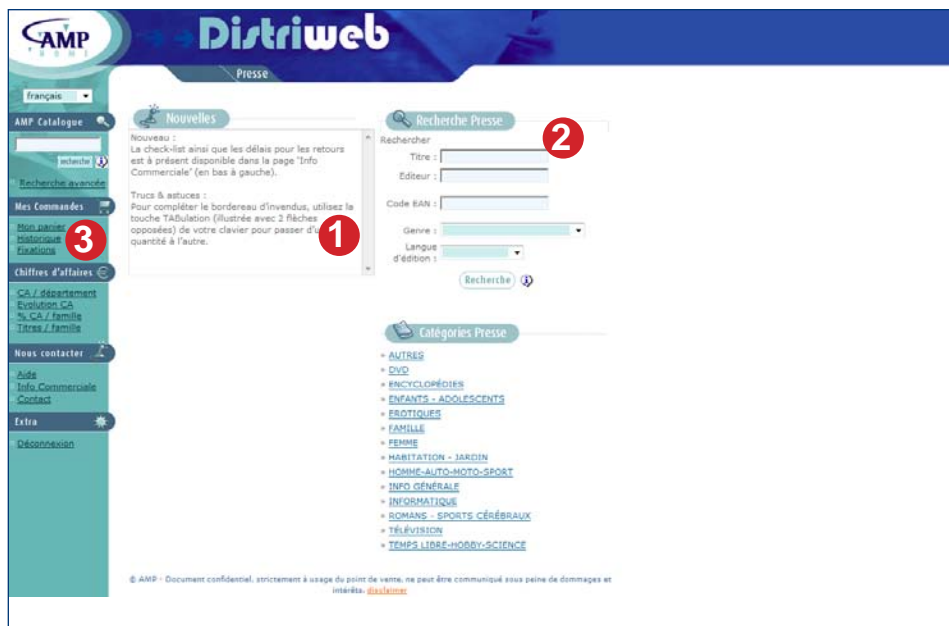 AMP
HOME
Distriweb
Presse
français
AMP Catalogue
recherche
Recherche avancée
Mes Commandes
Mon panier
Historique
Fixations
3
Chiffres d'affaires
CA / département
Evolution CA
% CA / famille
Titres / famille
Nous contacter
Aide
Info Commerciale
Contact
Extra
Déconnexion
Nouvelles
Nouveau :
La check-list ainsi que les délais pour les retours
est à présent disponible dans la page "Info
Commerciale" (en bas à gauche).
Trucs & astuces :
Pour compléter le bordereau d'invendus, utilisez la
touche TABulation (illustrée avec 2 flèches
opposées) de votre clavier pour passer d'u
quantité à l'autre.
1
Recherche Presse
2
Rechercher
Titre :
Editeur :
Code EAN :
Genre :
Langue
d'édition :
Recherche
Catégories Presse
» AUTRES
» DVD
» ENCYCLOPÉDIES
» ENFANTS - ADOLESCENTS
» EROTIQUES
» FAMILLE
» FEMME
» HABITATION - JARDIN
» HOMME-AUTO-MOTO-SPORT
» INFO GÉNÉRALE
» INFORMATIQUE
» ROMANS - SPORTS CÉRÉBRAUX
» TÉLÉVISION
» TEMPS LIBRE-HOBBY-SCIENCE
© AMP - Document confidentiel, strictement à usage du point de vente, ne peut être communiqué sous peine de dommages et
intérêts. disclaimer